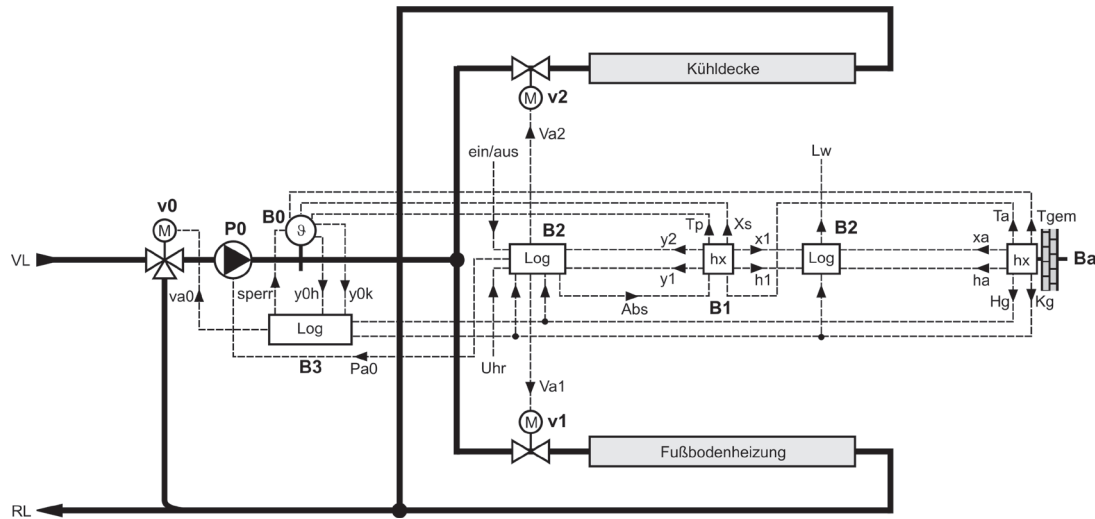 Kühldecke
M
v2
Va2
ein/aus
Lw
v0
B0
M
P0
ϑ
Tp
Xs
Ta
Tgem
B2
y2
x1
B2
xa
VL
Log
hx
Log
hx
Ba
va0
sperr
y0h
y0k
y1
h1
ha
Abs
B1
Hg
Kg
Log
B3
Pa0
Uhr
Va1
M
v1
Fußbodenheizung
RL